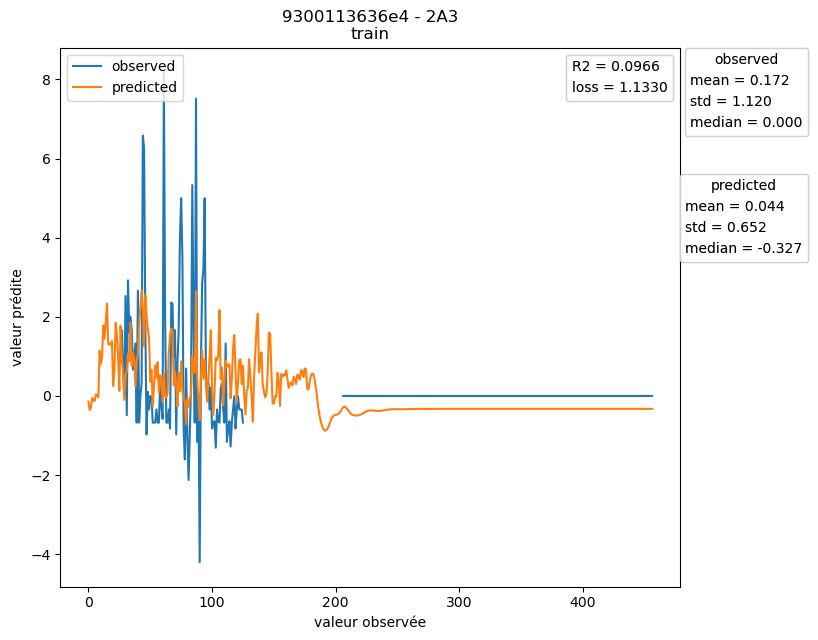 9300113636e4 - 2A3
train
observed
predicted
R2 = 0.0966
loss = 1.1330
observed
mean = 0.172
std = 1.120
median = 0.000
predicted
mean = 0.044
std = 0.652
median = -0.327
valeur prédite
8
6
4
2
0
−2
−4
0
100
200
300
400
valeur observée